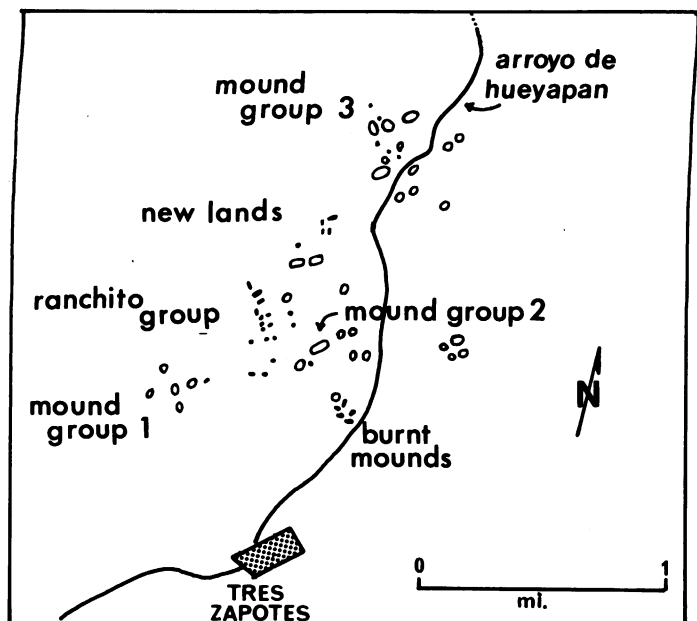 arroyo de
hueyapan
mound
group 3
new lands
ranchito
group
mound group 2
mound
group 1
burnt
mounds
N
0 1
mi.
TRES
ZAPOTES